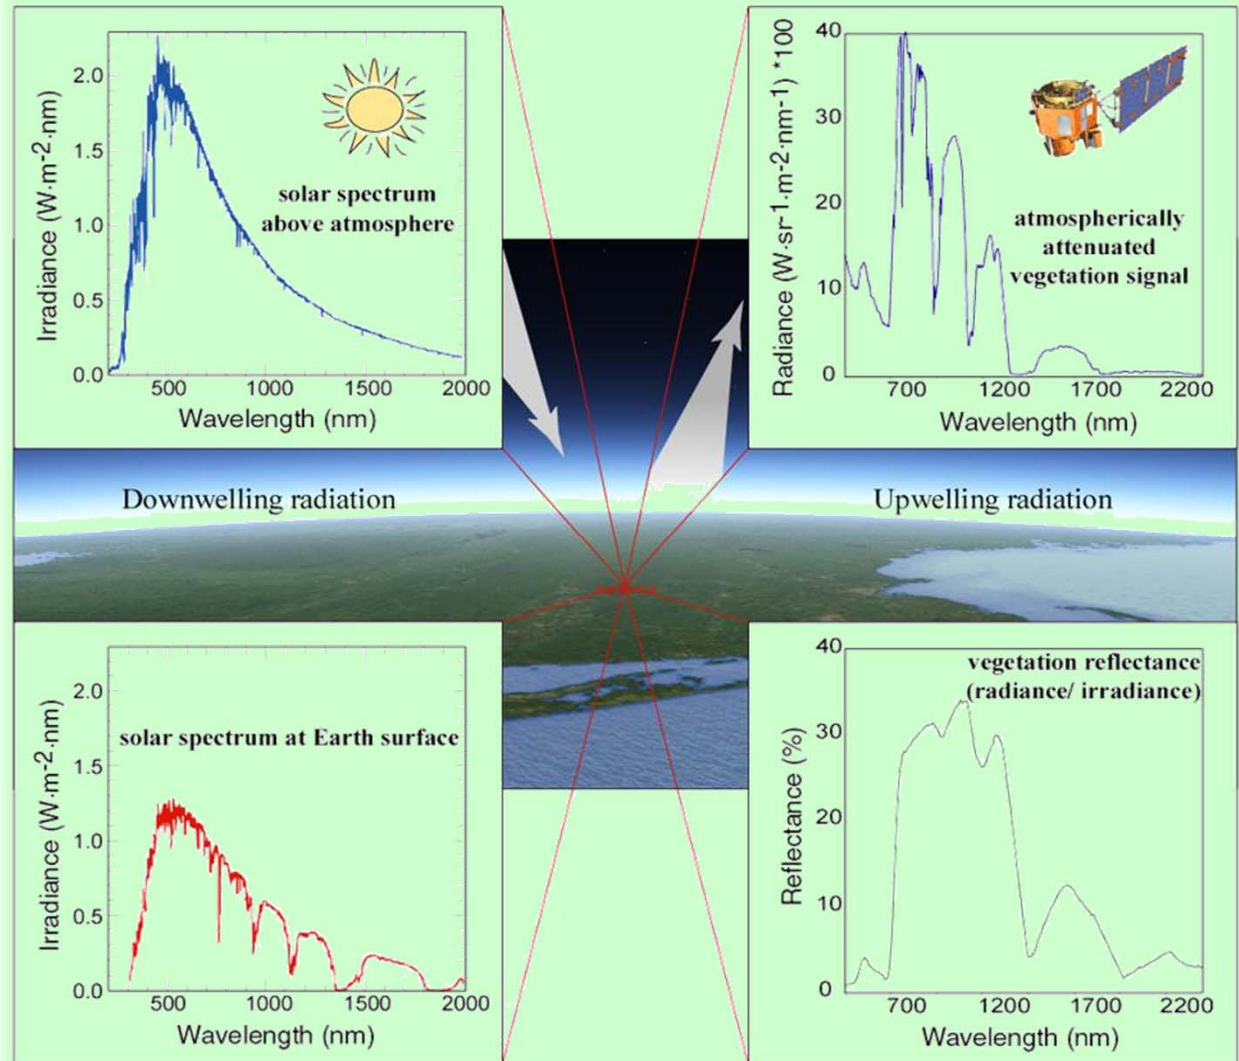 Irradiance (W·m-2·nm)
2.0
1.5
1.0
0.5
0.0
500
1000
1500
2000
Wavelength (nm)
solar spectrum
above atmosphere
Radiance (W·sr-1·m-2·nm-1) *100
40
30
20
10
0
700
1200
1700
2200
Wavelength (nm)
atmospherically
attenuated
vegetation signal
Downwelling radiation
Upwelling radiation
Irradiance (W·m-2·nm)
2.0
1.5
1.0
0.5
0.0
500
1000
1500
2000
Wavelength (nm)
solar spectrum at Earth surface
Reflectance (%)
40
30
20
10
0
700
1200
1700
2200
Wavelength (nm)
vegetation reflectance
(radiance/ irradiance)